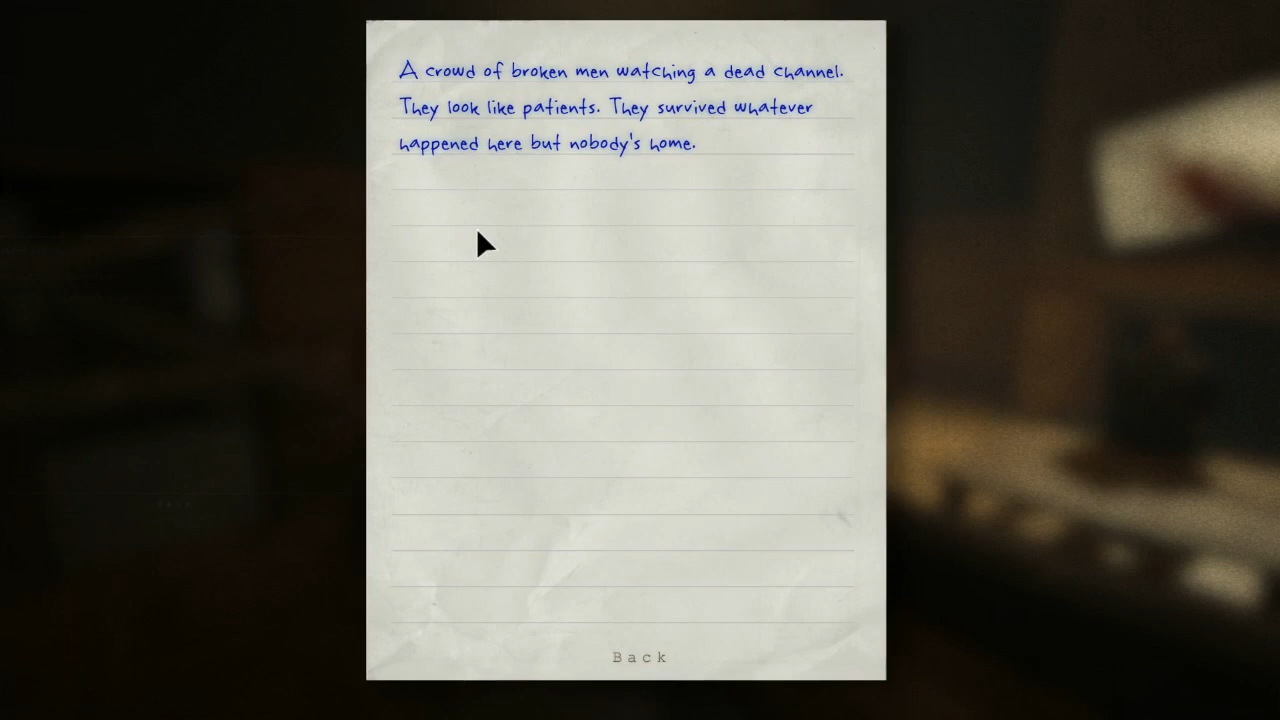 A crowd of broken men watching a dead channel.
They look like patients. They survived whatever
happened here but nobody's home.
Back